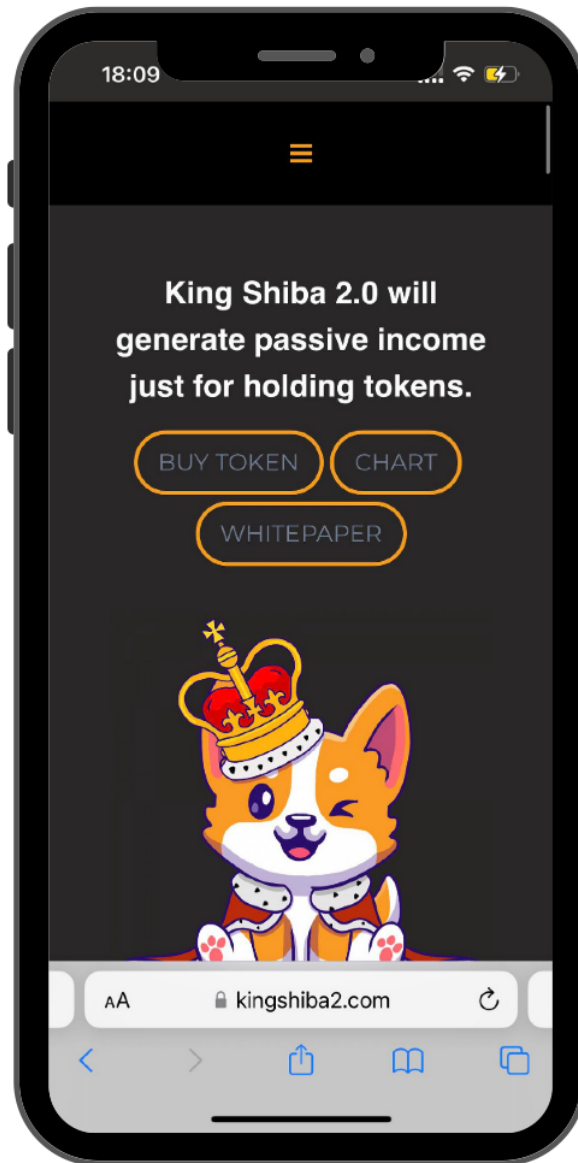 18:09
King Shiba 2.0 will
generate passive income
just for holding tokens.
BUY TOKEN CHART
WHITEPAPER
AA kingshiba2.com